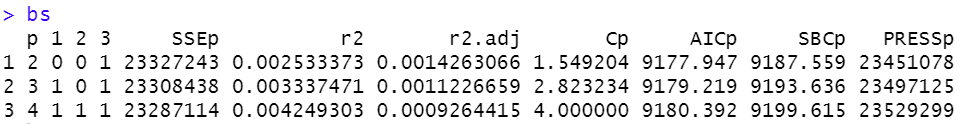 > bs
p 1 2 3 SSEp r2 r2.adj Cp AICp SBCp PRESSp
1 2 0 0 1 23327243 0.002533373 0.0014263066 1.549204 9177.947 9187.559 23451078
2 3 1 0 1 23308438 0.003337471 0.0011226659 2.823234 9179.219 9193.636 23497125
3 4 1 1 1 23287114 0.004249303 0.0009264415 4.000000 9180.392 9199.615 23529299